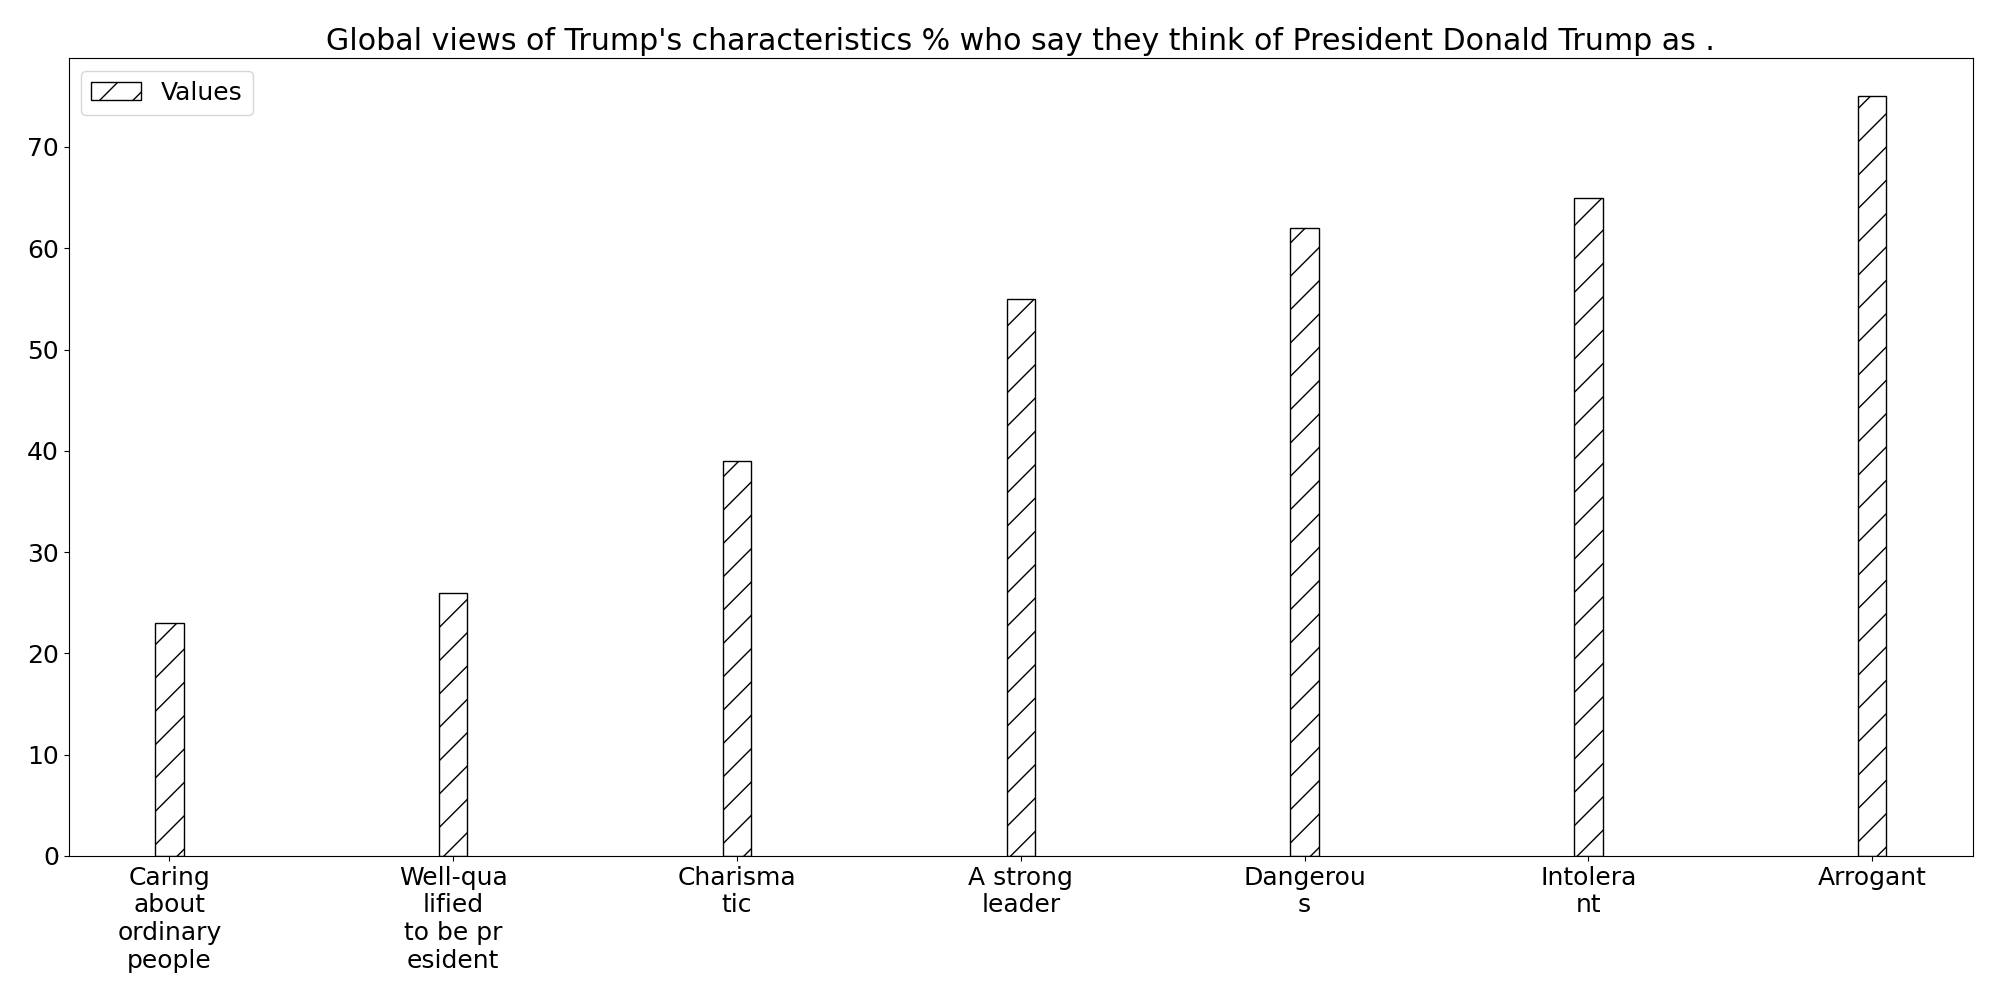 Global views of Trump's characteristics % who say they think of President Donald Trump as .
Values
70
60
50
40
30
20
10
0
Caring
about
ordinary
people
Well-qua
lified
to be pr
esident
Charisma
tic
A strong
leader
Dangerou
s
Intolera
nt
Arrogant